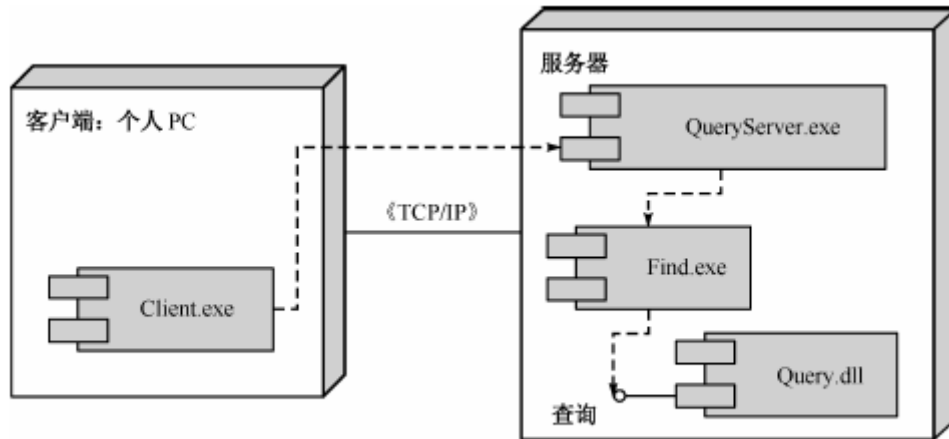 客户端：个人 PC
Client.exe
《TCP/IP》
服务器
QueryServer.exe
Find.exe
Query.dll
查询